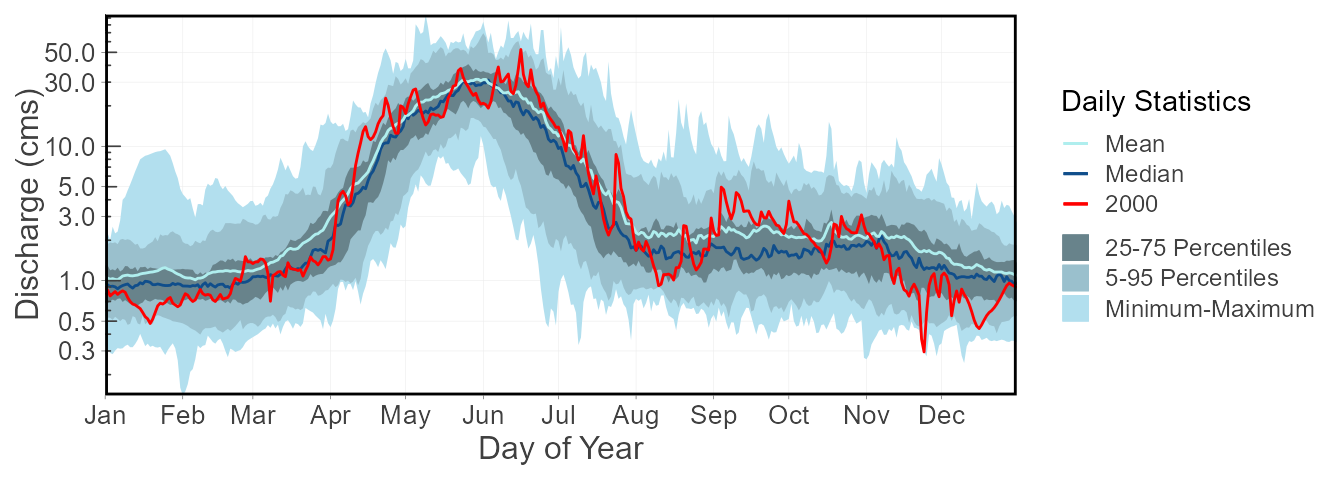 50.0
30.0
10.0
5.0
3.0
1.0
0.5
0.3
Discharge (cms)
Jan Feb Mar Apr May Jun Jul Aug Sep Oct Nov Dec
Day of Year
Daily Statistics
Mean
Median
2000
25-75 Percentiles
5-95 Percentiles
Minimum-Maximum